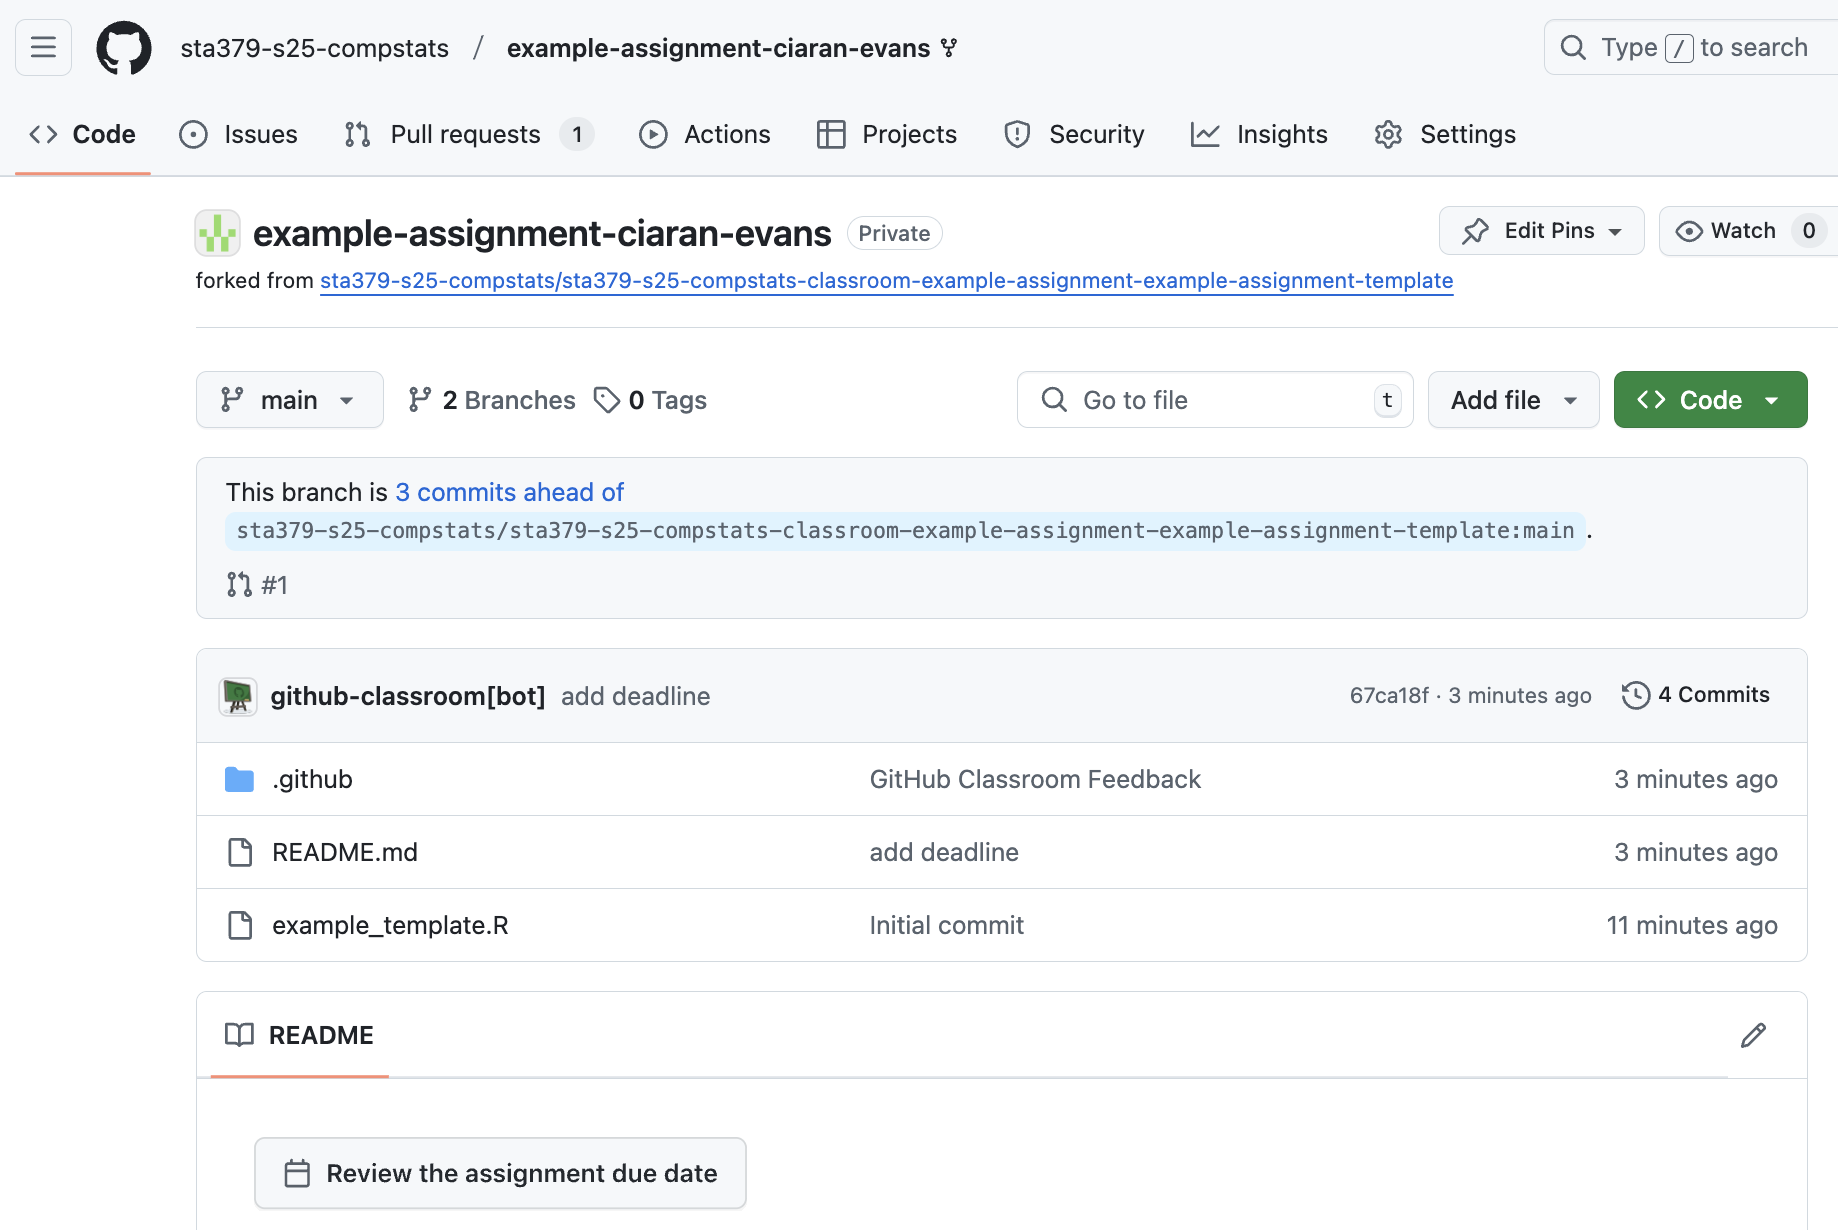 sta379-s25-compstats / example-assignment-ciaran-evans
Type / to search
Code Issues Pull requests 1 Actions Projects Security Insights Settings
example-assignment-ciaran-evans Private
Edit Pins Watch 0
forked from sta379-s25-compstats/sta379-s25-compstats-classroom-example-assignment-example-assignment-template
main 2 Branches 0 Tags
Go to file t Add file Code
This branch is 3 commits ahead of
sta379-s25-compstats/sta379-s25-compstats-classroom-example-assignment-example-assignment-template:main .
#1
github-classroom[bot] add deadline 67ca18f · 3 minutes ago 4 Commits
.github GitHub Classroom Feedback 3 minutes ago
README.md add deadline 3 minutes ago
example_template.R Initial commit 11 minutes ago
README
Review the assignment due date